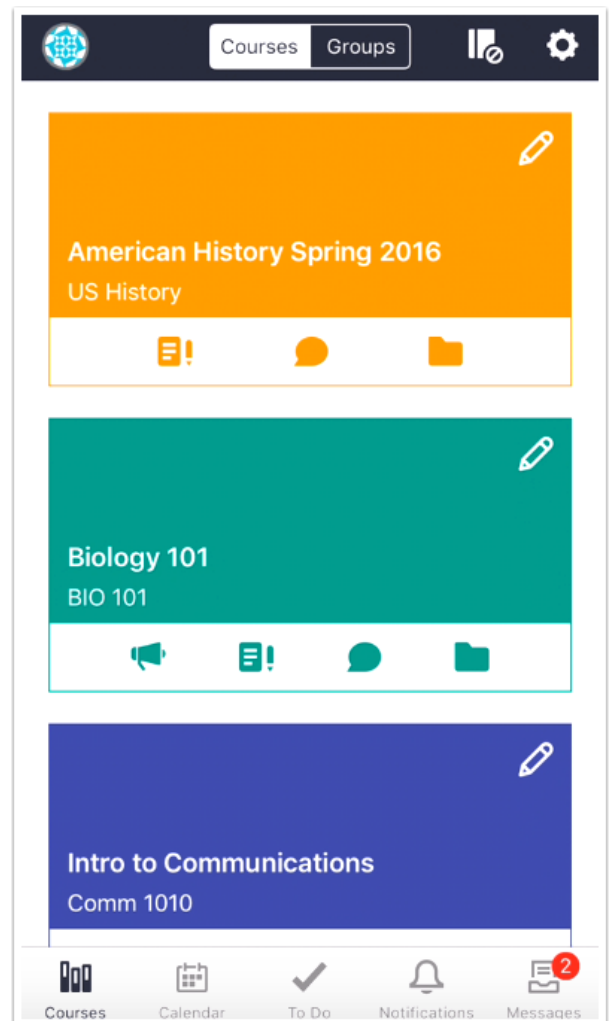 Courses Groups
American History Spring 2016
US History
Biology 101
BIO 101
Intro to Communications
Comm 1010
2
Courses Calendar To Do Notifications Messages